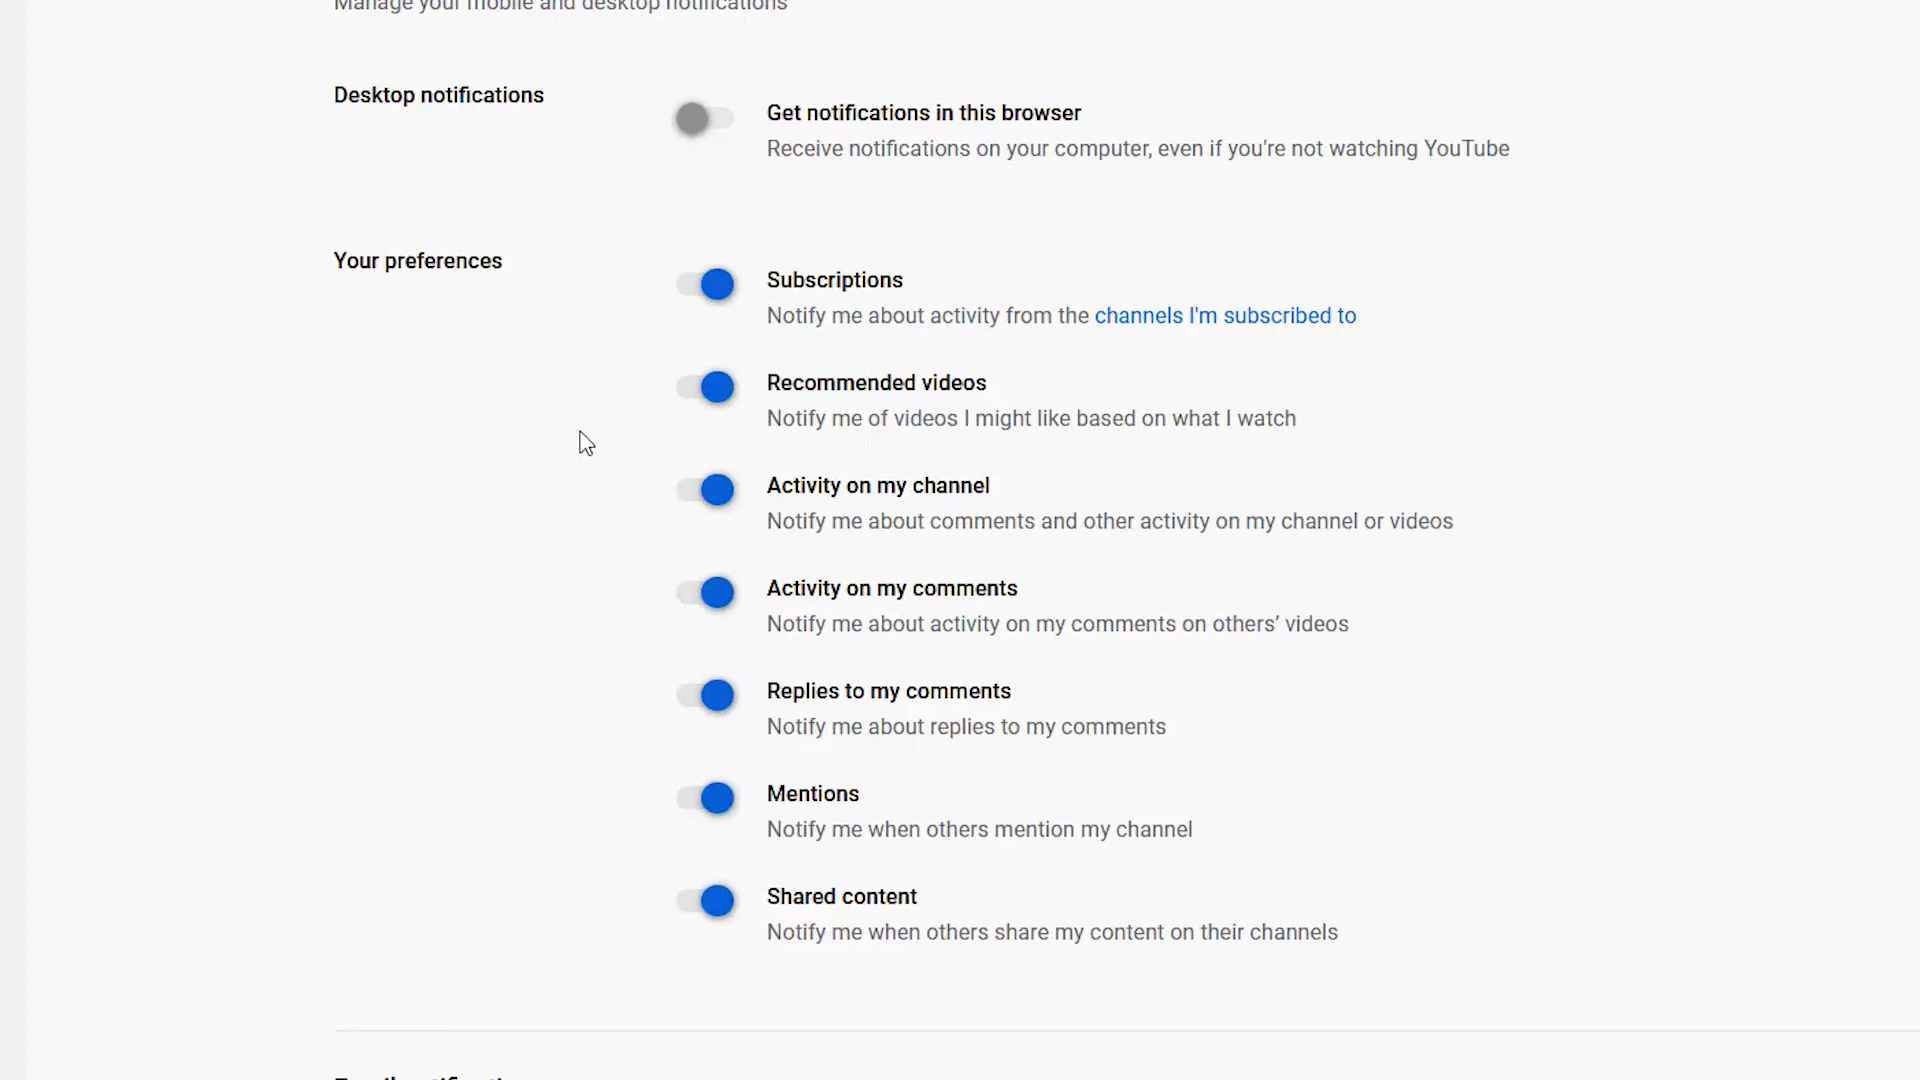 Manage your mobile and desktop notifications
Desktop notifications
Get notifications in this browser
Receive notifications on your computer, even if you're not watching YouTube
Your preferences
Subscriptions
Notify me about activity from the channels I'm subscribed to
Recommended videos
Notify me of videos I might like based on what I watch
Activity on my channel
Notify me about comments and other activity on my channel or videos
Activity on my comments
Notify me about activity on my comments on others’ videos
Replies to my comments
Notify me about replies to my comments
Mentions
Notify me when others mention my channel
Shared content
Notify me when others share my content on their channels